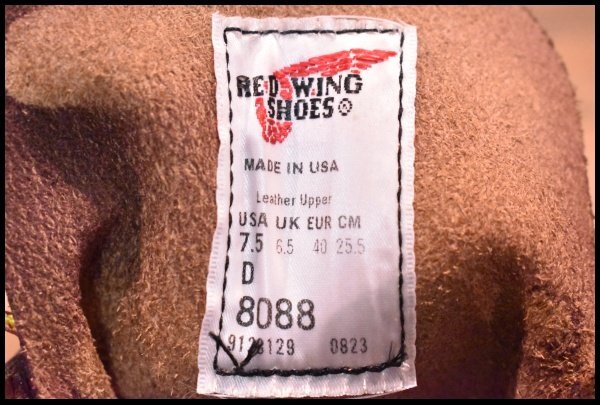 RED WING
SHOES®
MADE IN USA
Leather Upper
USA UK EUR CM
7.5 6.5 40 25.5
D
8088
0823